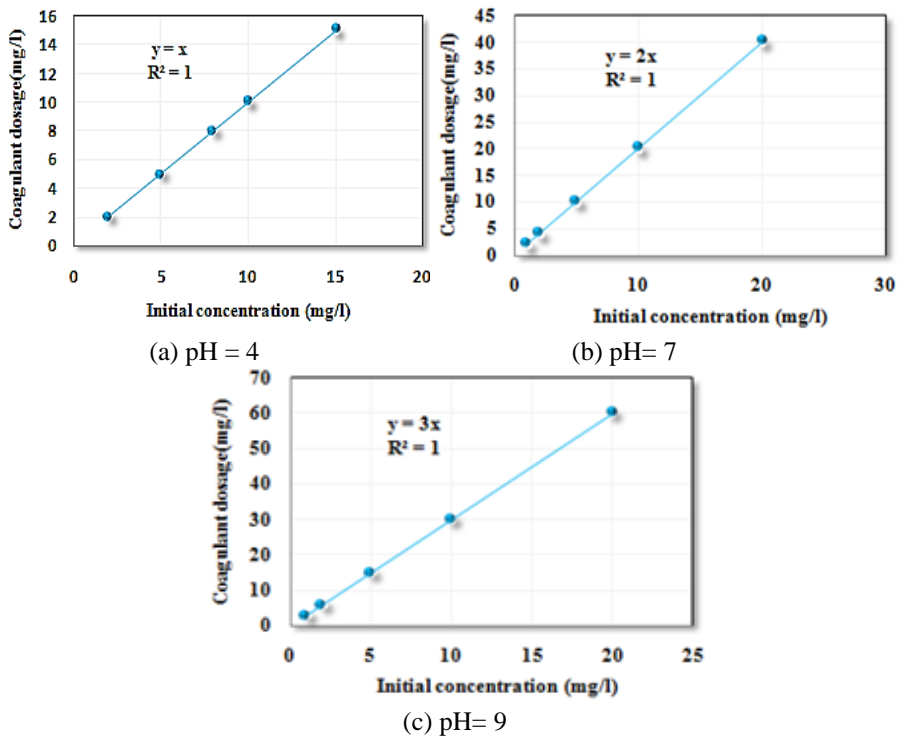 Coagulant dosage(mg/l)
16
14
12
10
8
6
4
2
0
y = x
R² = 1
0 5 10 15 20
Initial concentration (mg/l)
(a) pH = 4
Coagulant dosage(mg/l)
45
40
35
30
25
20
15
10
5
0
y = 2x
R² = 1
0 10 20 30
Initial concentration (mg/l)
(b) pH= 7
Coagulant dosage(mg/l)
70
60
50
40
30
20
10
0
y = 3x
R² = 1
0 5 10 15 20 25
Initial concentration (mg/l)
(c) pH= 9